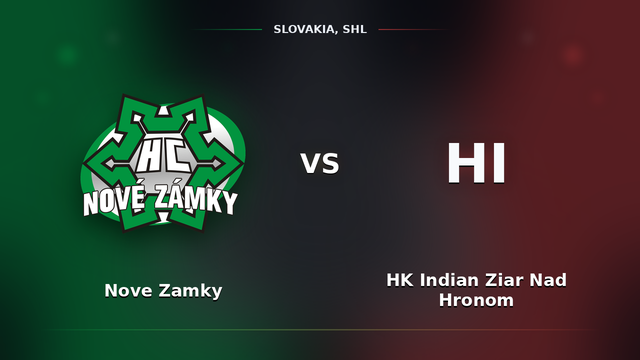 SLOVAKIA, SHL
HC
NOVÉ ZÁMKY
VS
HI
Nove Zamky
HK Indian Ziar Nad
Hronom